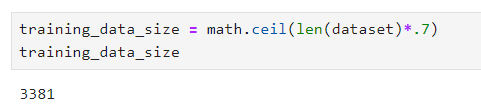 training_data_size = math.ceil(len(dataset)*.7)
training_data_size
3381